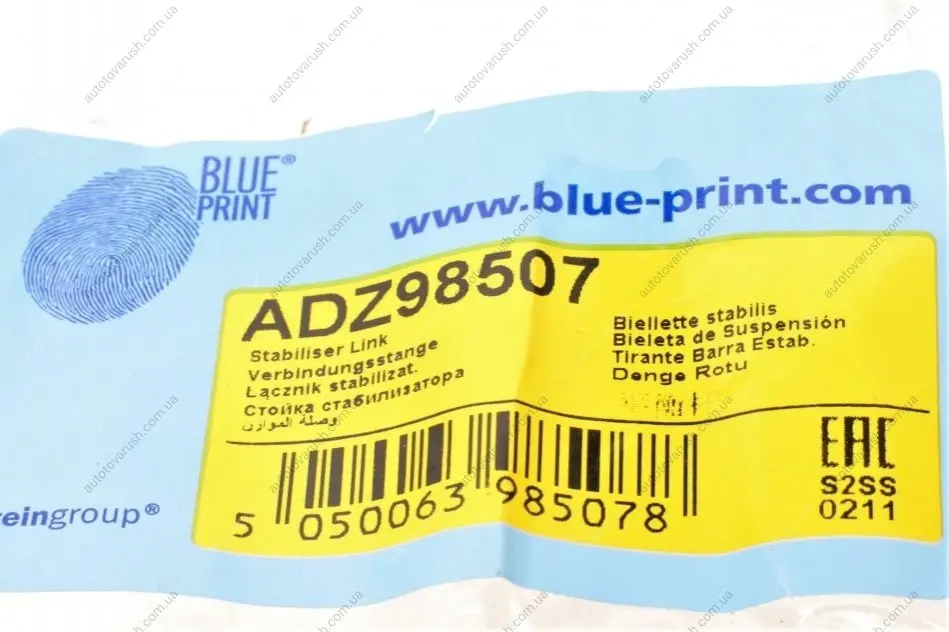 BLUE®
PRINT
www.blue-print.com
ADZ98507
Stabiliser Link
Verbindungsstange
Łącznik stabilizat.
Стойка стабилизатора
وصلة الموازن
Biellette stabilis
Bieleta de Suspensión
Tirante Barra Estab.
Denge Rotu
EAC
S2SS
0211
5 050063 985078
reingroup®
autotovarush.com.ua